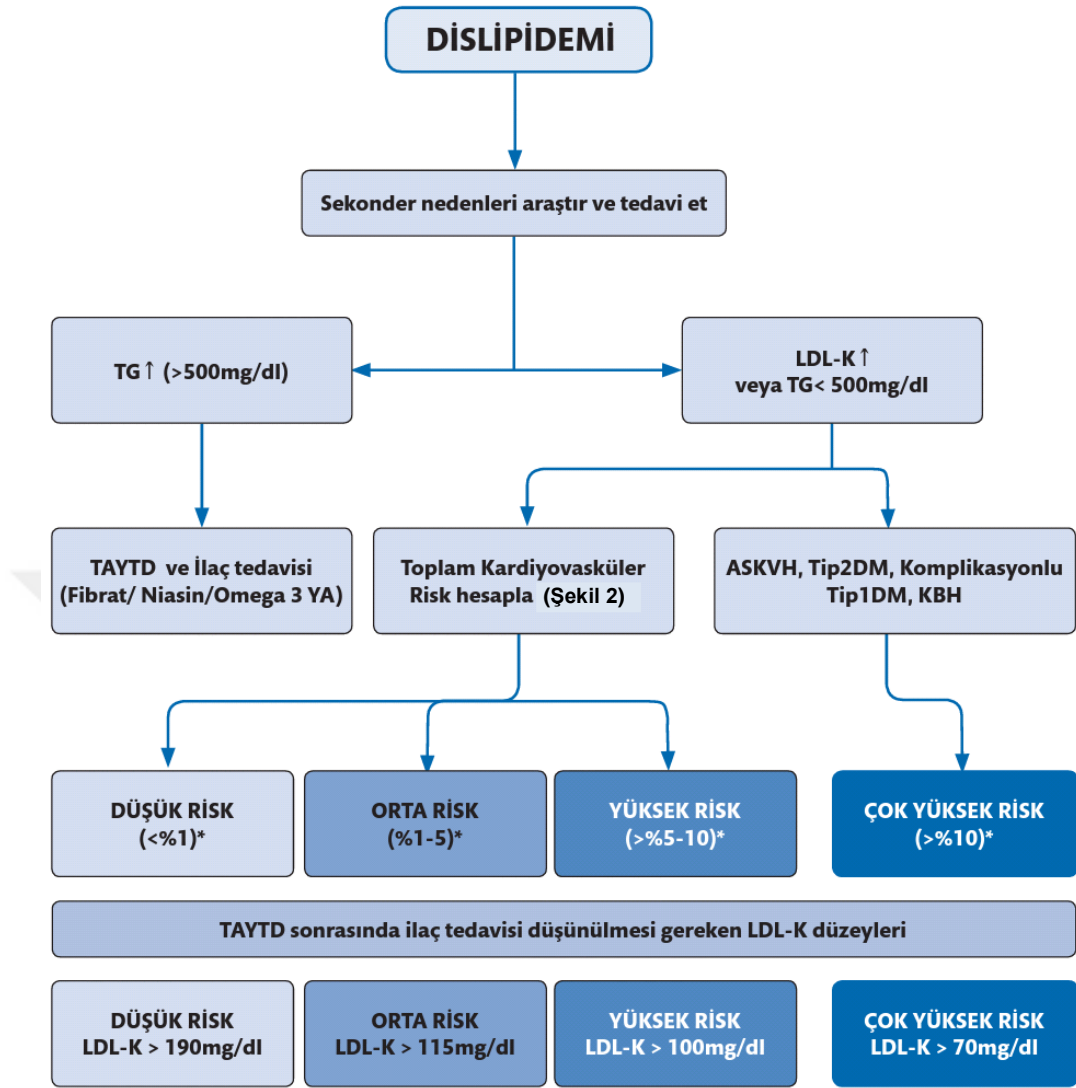 DİSLİPİDEMİ
Sekonder nedenleri araştır ve tedavi et
TG↑ (>500mg/dl)
LDL-K↑
veya TG< 500mg/dl
TAYTD ve İlaç tedavisi
(Fibrat/ Niasin/Omega 3 YA)
Toplam Kardiyovasküler
Risk hesapla (Şekil 2)
ASKVH, Tip2DM, Komplikasyonlu
Tip1DM, KBH
DÜŞÜK RİSK
(<%1)*
ORTA RİSK
(%1-5)*
YÜKSEK RİSK
(>%5-10)*
ÇOK YÜKSEK RİSK
(>%10)*
TAYTD sonrasında ilaç tedavisi düşünülmesi gereken LDL-K düzeyleri
DÜŞÜK RİSK
LDL-K > 190mg/dl
ORTA RİSK
LDL-K > 115mg/dl
YÜKSEK RİSK
LDL-K > 100mg/dl
ÇOK YÜKSEK RİSK
LDL-K > 70mg/dl